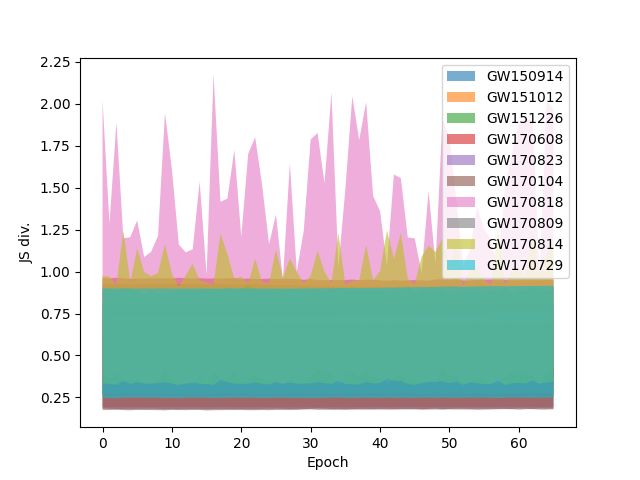 2.25
2.00
1.75
1.50
1.25
1.00
0.75
0.50
0.25
JS div.
0
10
20
30
40
50
60
Epoch
GW150914
GW151012
GW151226
GW170608
GW170823
GW170104
GW170818
GW170809
GW170814
GW170729